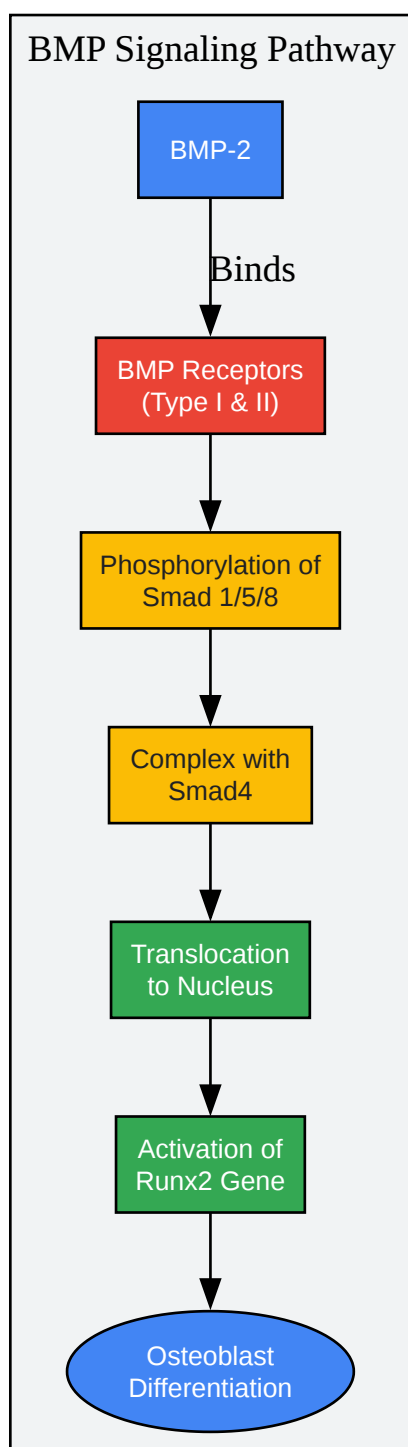 BMP Signaling Pathway
BMP-2
Binds
BMP Receptors
(Type I & II)
Phosphorylation of
Smad 1/5/8
Complex with
Smad4
Translocation
to Nucleus
Activation of
Runx2 Gene
Osteoblast
Differentiation